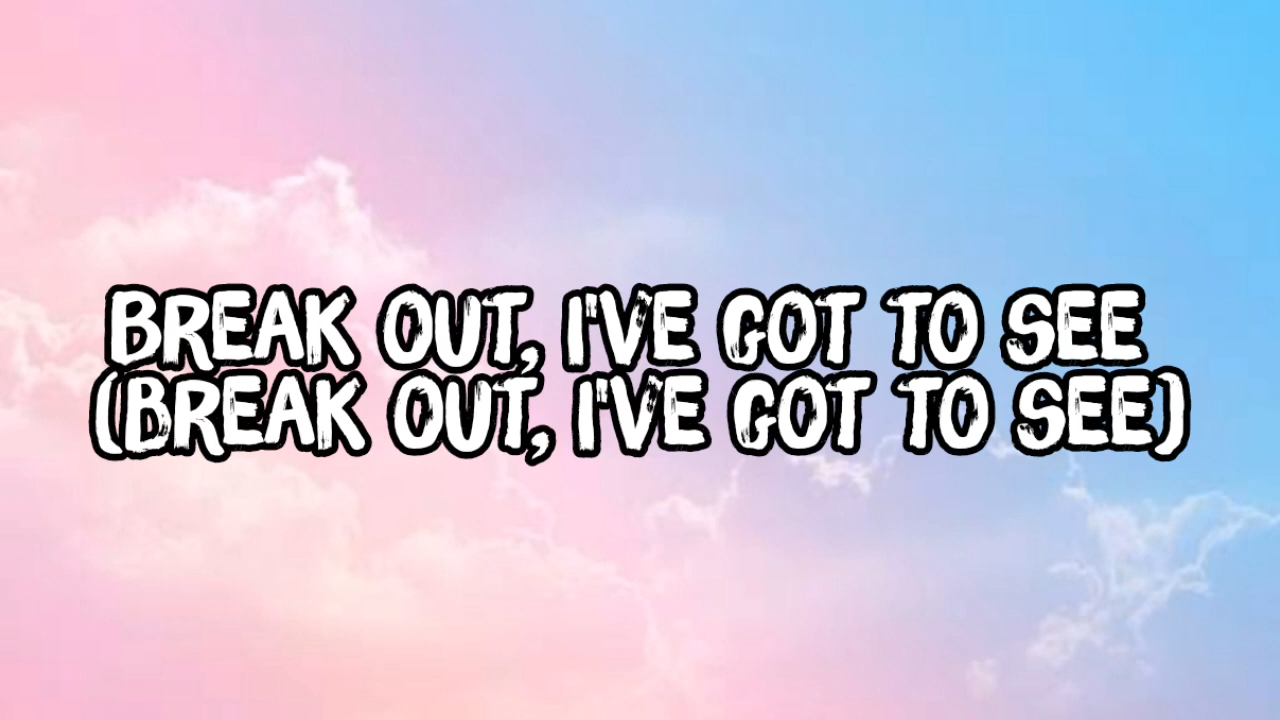 BREAK OUT, I'VE GOT TO SEE
(BREAK OUT, I'VE GOT TO SEE)